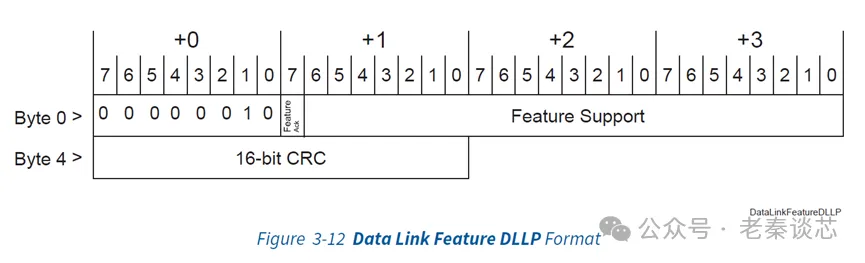 +0 +1 +2 +3
7 6 5 4 3 2 1 0 7 6 5 4 3 2 1 0 7 6 5 4 3 2 1 0 7 6 5 4 3 2 1 0
Byte 0 > 0 0 0 0 0 0 1 0 Feature Ack Feature Support
Byte 4 > 16-bit CRC
DataLinkFeatureDLLP
Figure 3-12 Data Link Feature DLLP Format
公众号 · 老秦谈芯